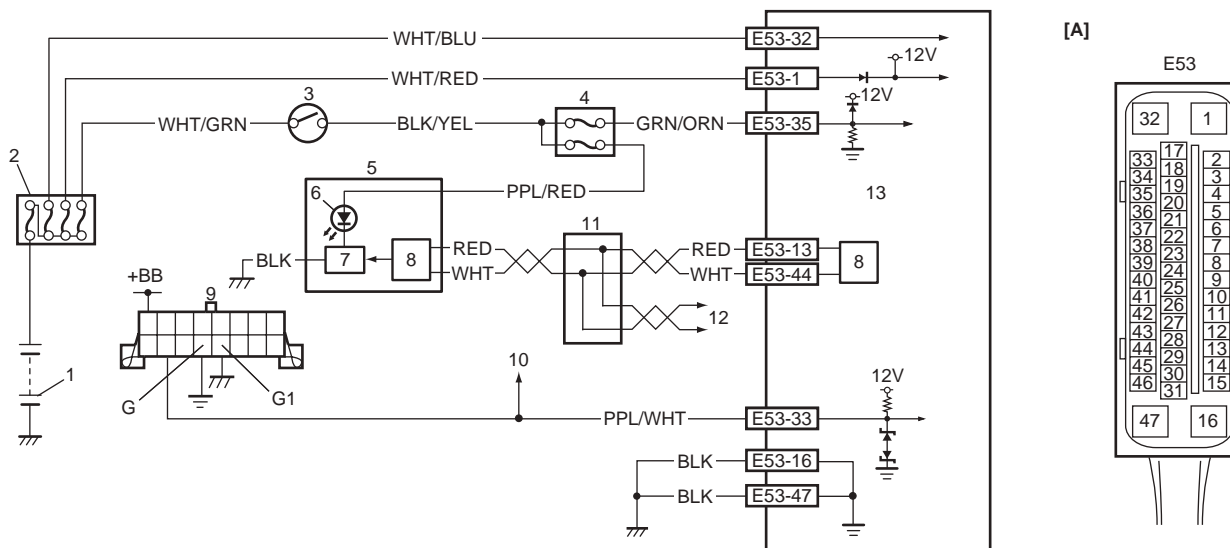 WHT/BLU E53-32
[A]
12V
E53
WHT/RED E53-1
3 4 12V
WHT/GRN BLK/YEL GRN/ORN E53-35
2 5 PPL/RED
6 13
11
RED RED E53-13
BLK 7 8 WHT WHT E53-44 8
+BB
9 12
10
12V
G G1
1
PPL/WHT E53-33
BLK E53-16
BLK E53-47
32 1
17
33 2
18
34 3
19
35 4
20
36 5
21
37 6
22
38 7
23
39 8
24
40 9
25
41 10
26
42 11
27
43 12
28
44 13
29
45 14
30
46 15
31
47 16